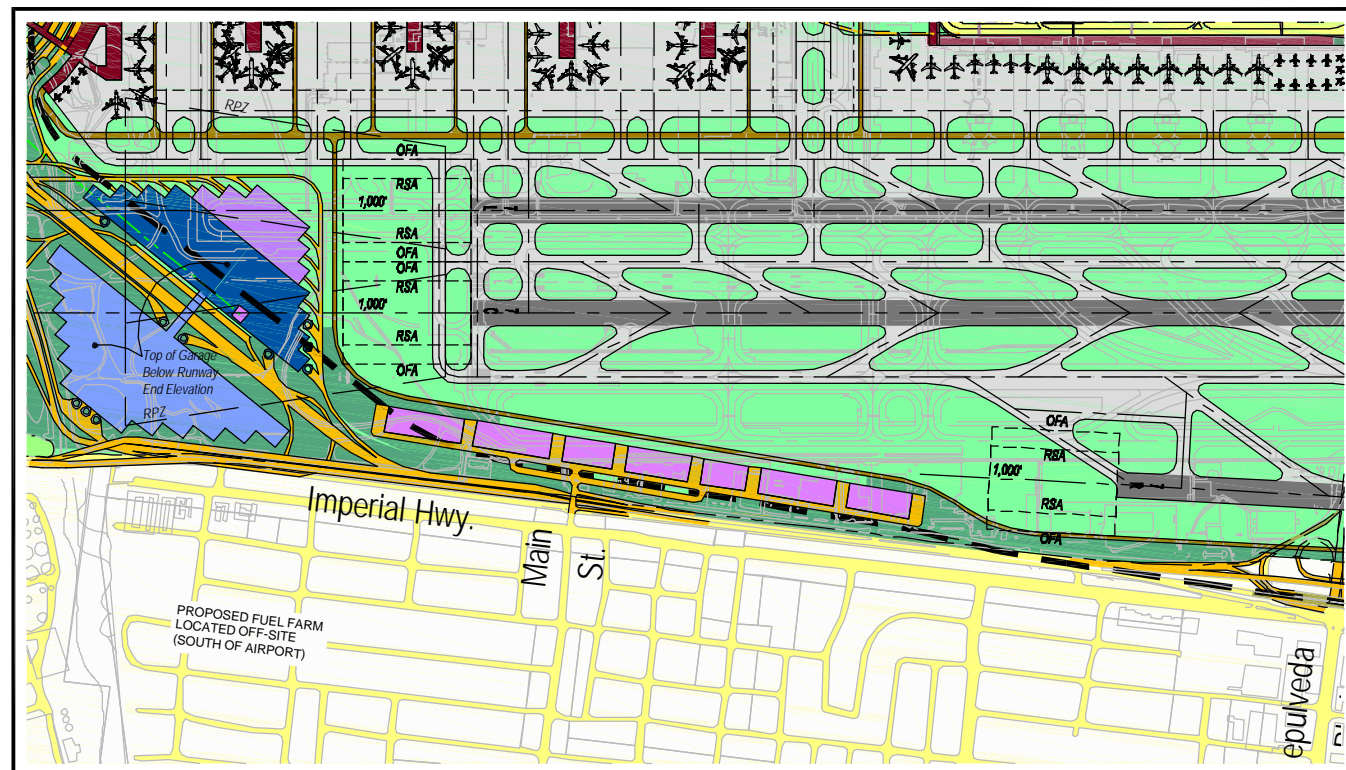 RPZ
OFA
RSA
1,000'
RSA
OFA
OFA
RSA
1,000'
RSA
OFA
Top of Garage
Below Runway
End Elevation
RPZ
OFA
RSA
1,000'
RSA
OFA
Imperial Hwy.
Main
St.
PROPOSED FUEL FARM
LOCATED OFF-SITE
(SOUTH OF AIRPORT)
epulveda